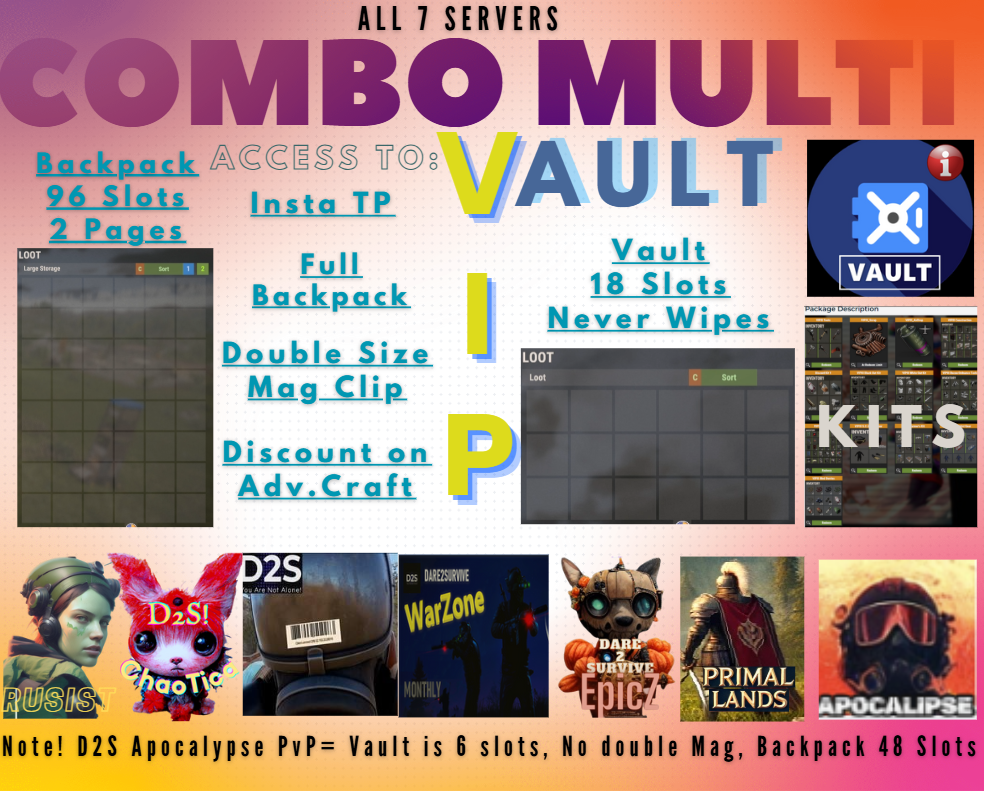 ALL 7 SERVERS
COMBO MULTI
ACCESS TO:
VIP
VAULT
Backpack
96 Slots
2 Pages
LOOT
Large Storage
C
Sort
1
2
Insta TP
Full
Backpack
Double Size
Mag Clip
Discount on
Adv.Craft
Vault
18 Slots
Never Wipes
LOOT
Loot
C
Sort
i
VAULT
Package Description
KITS
RUSIST
D2S!
ChaoTic
D2S
You Are Not Alone!
D2S
DARE2SURVIVE
WarZone
MONTHLY
DARE
2
SURVIVE
EpicZ
PRIMAL
LANDS
APOCALIPSE
Note! D2S Apocalypse PvP= Vault is 6 slots, No double Mag, Backpack 48 Slots